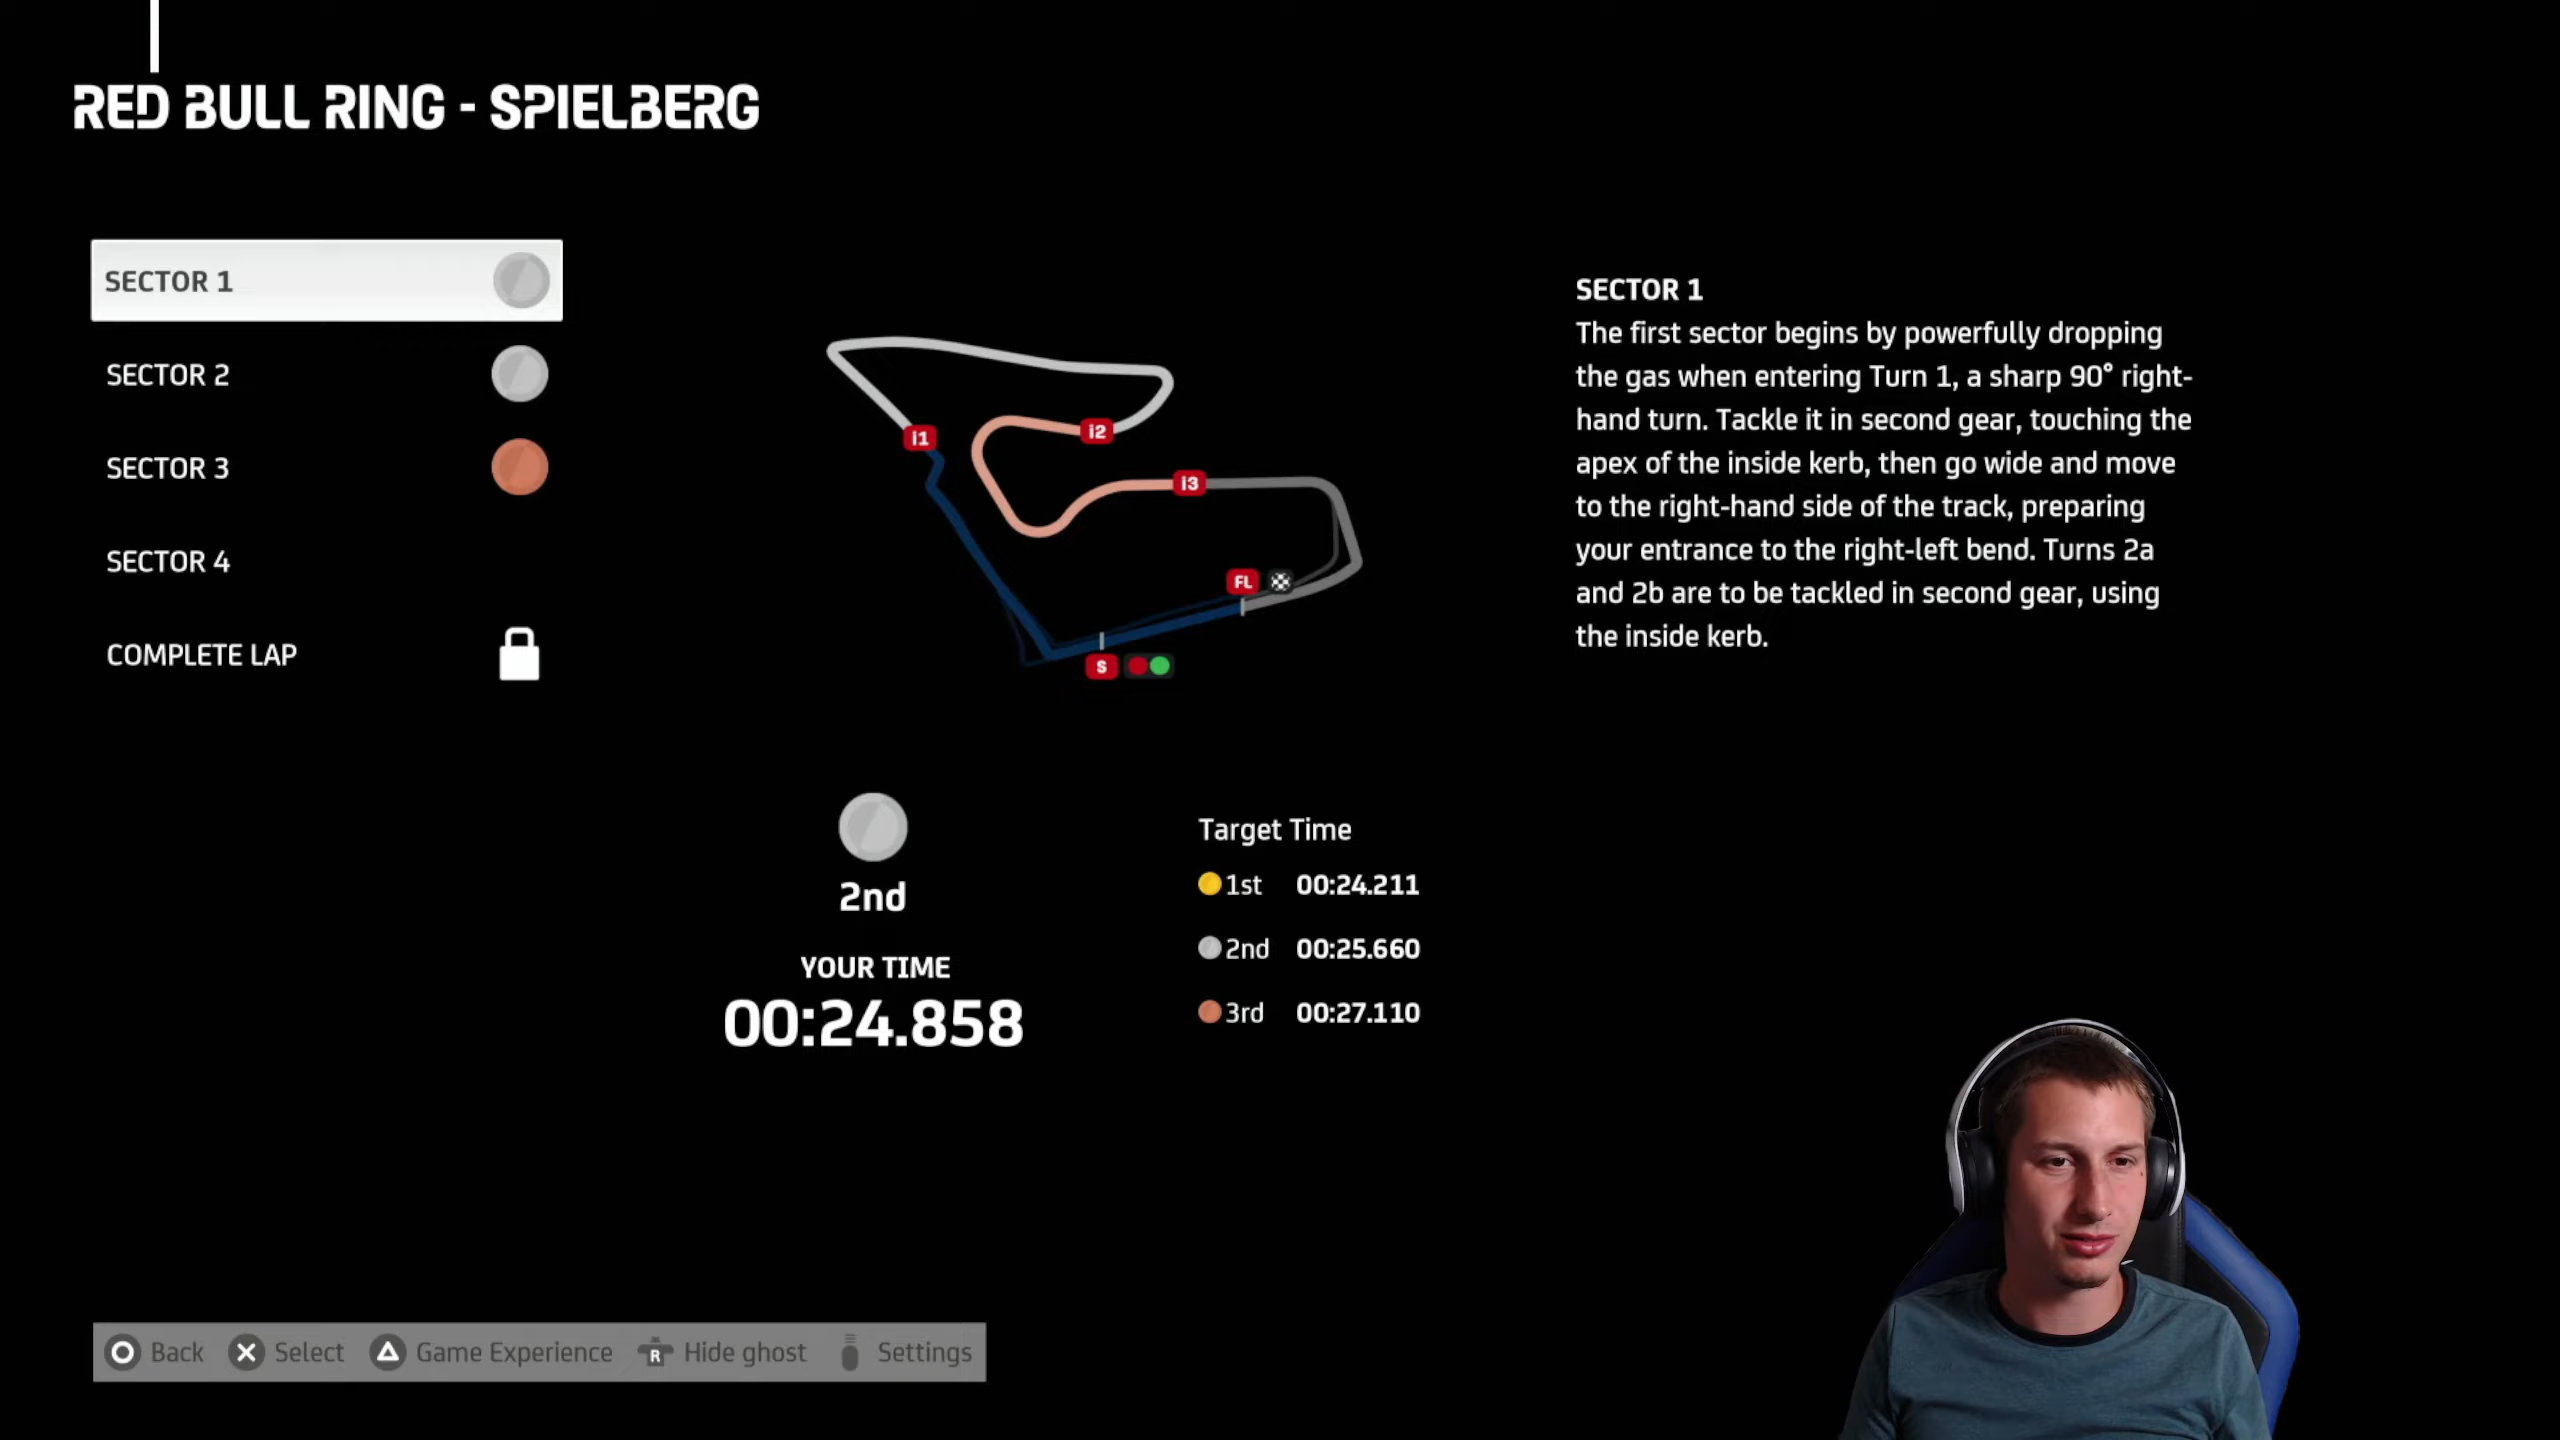 RED BULL RING - SPIELBERG
SECTOR 1
SECTOR 2
SECTOR 3
SECTOR 4
COMPLETE LAP
i1
i2
i3
FL
S
SECTOR 1
The first sector begins by powerfully dropping
the gas when entering Turn 1, a sharp 90° right-
hand turn. Tackle it in second gear, touching the
apex of the inside kerb, then go wide and move
to the right-hand side of the track, preparing
your entrance to the right-left bend. Turns 2a
and 2b are to be tackled in second gear, using
the inside kerb.
2nd
YOUR TIME
00:24.858
Target Time
1st 00:24.211
2nd 00:25.660
3rd 00:27.110
Back Select Game Experience R Hide ghost Settings